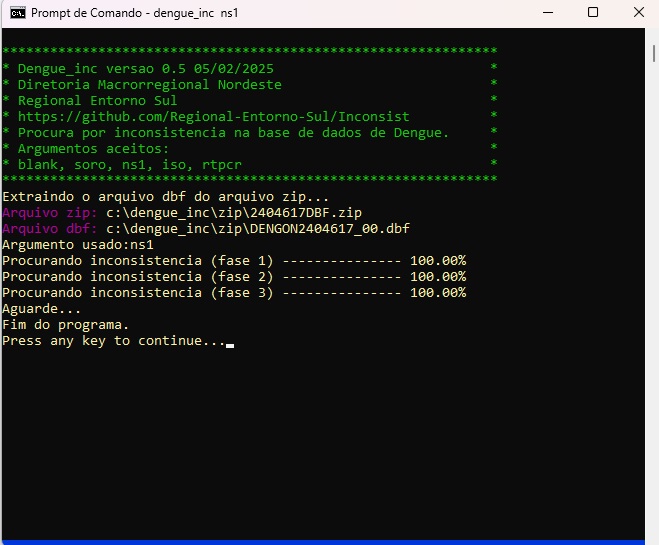 Prompt de Comando - dengue_inc ns1
**************************************************************
* Dengue_inc versao 0.5 05/02/2025 *
* Diretoria Macrorregional Nordeste *
* Regional Entorno Sul *
* https://github.com/Regional-Entorno-Sul/Inconsist *
* Procura por inconsistencia na base de dados de Dengue. *
* Argumentos aceitos: *
* blank, soro, ns1, iso, rtpcr *
**************************************************************
Extraindo o arquivo dbf do arquivo zip...
Arquivo zip: c:\dengue_inc\zip\2404617DBF.zip
Arquivo dbf: c:\dengue_inc\zip\DENGON2404617_00.dbf
Argumento usado:ns1
Procurando inconsistencia (fase 1) --------------- 100.00%
Procurando inconsistencia (fase 2) --------------- 100.00%
Procurando inconsistencia (fase 3) --------------- 100.00%
Aguarde...
Fim do programa.
Press any key to continue...